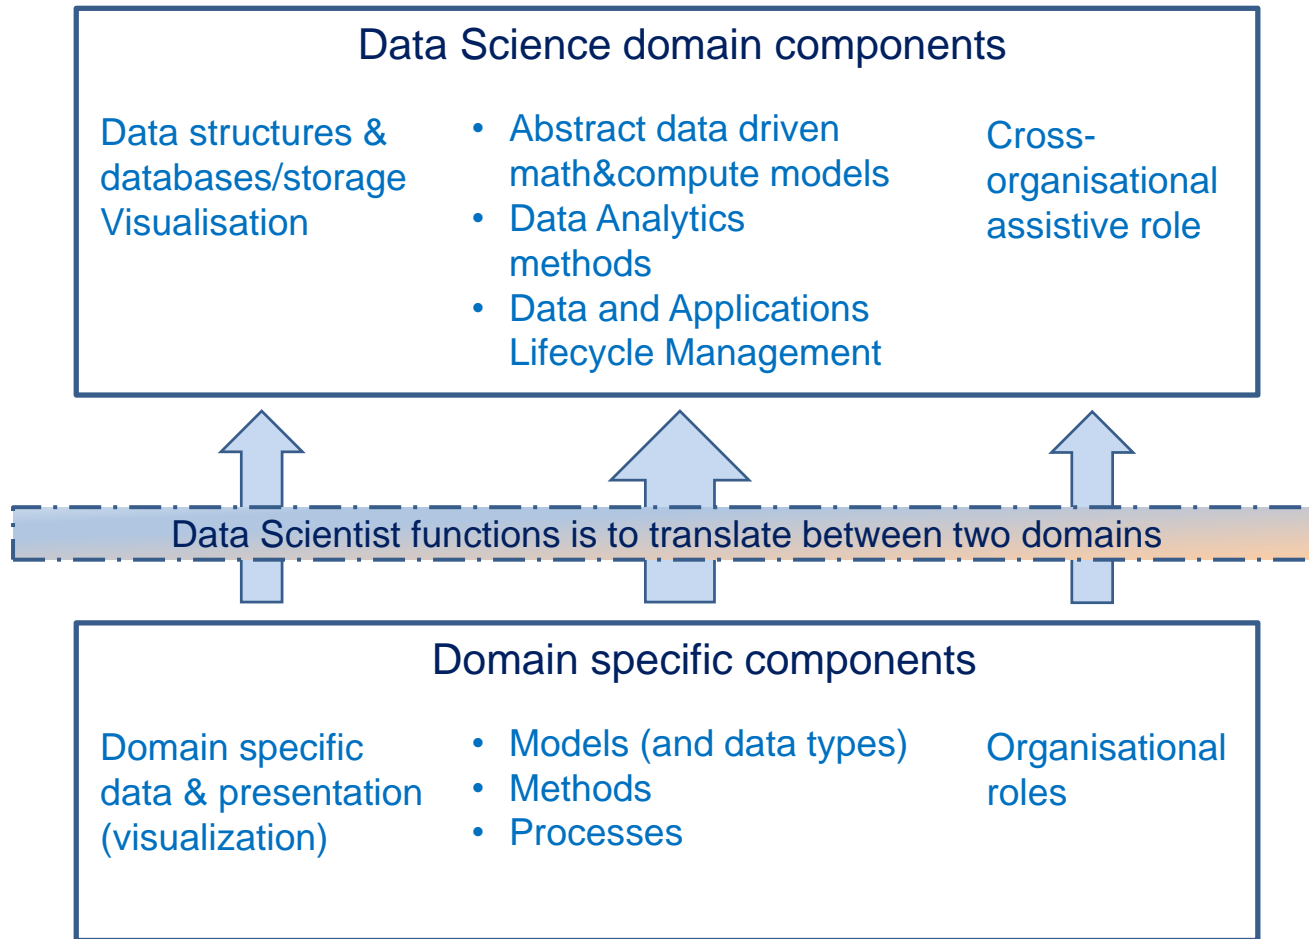 Data Science domain components
Data structures &
databases/storage
Visualisation
• Abstract data driven
math&compute models
• Data Analytics
methods
• Data and Applications
Lifecycle Management
Cross-
organisational
assistive role
Data Scientist functions is to translate between two domains
Domain specific components
Domain specific
data & presentation
(visualization)
• Models (and data types)
• Methods
• Processes
Organisational
roles